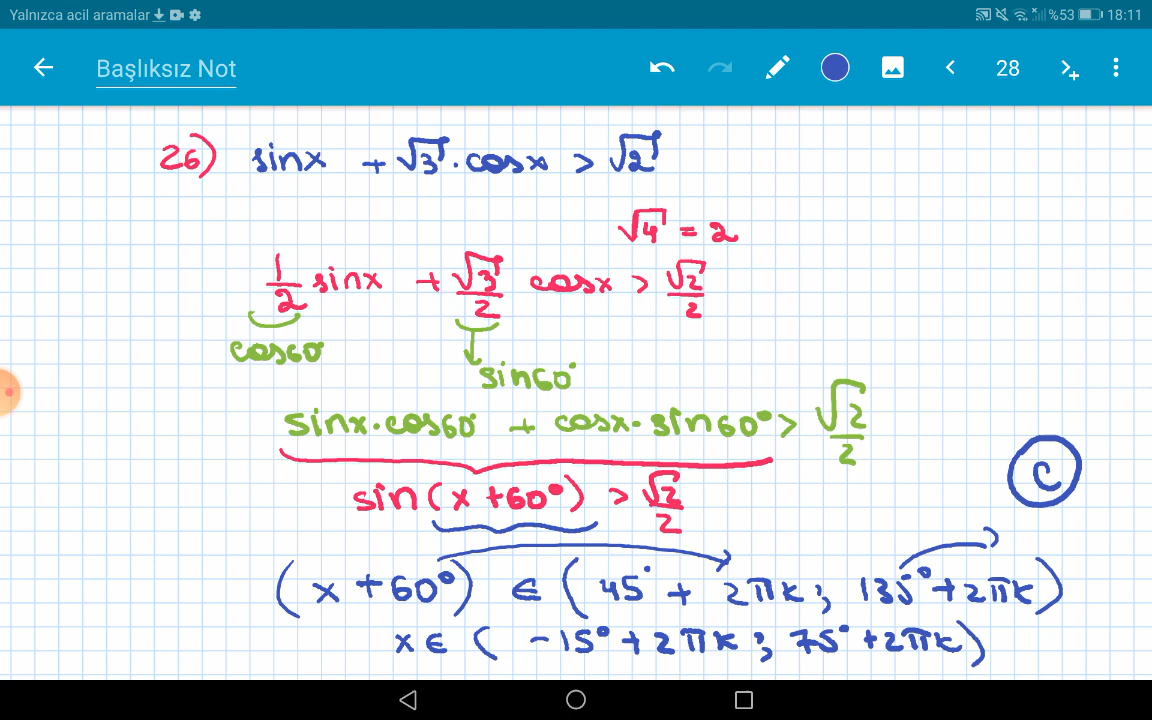 Yalnızca acil aramalar %53 18:11
Başlıksız Not 28
26) sinx + √3 . cosx > √2
√4 = 2
1/2 sinx + √3/2 cosx > √2/2
cos60°
sin60°
sinx.cos60° + cosx.sin60° > √2/2
C
sin(x+60°) > √2/2
(x+60°) ∈ (45° + 2πk; 135° + 2πk)
x ∈ (-15° + 2πk; 75° + 2πk)